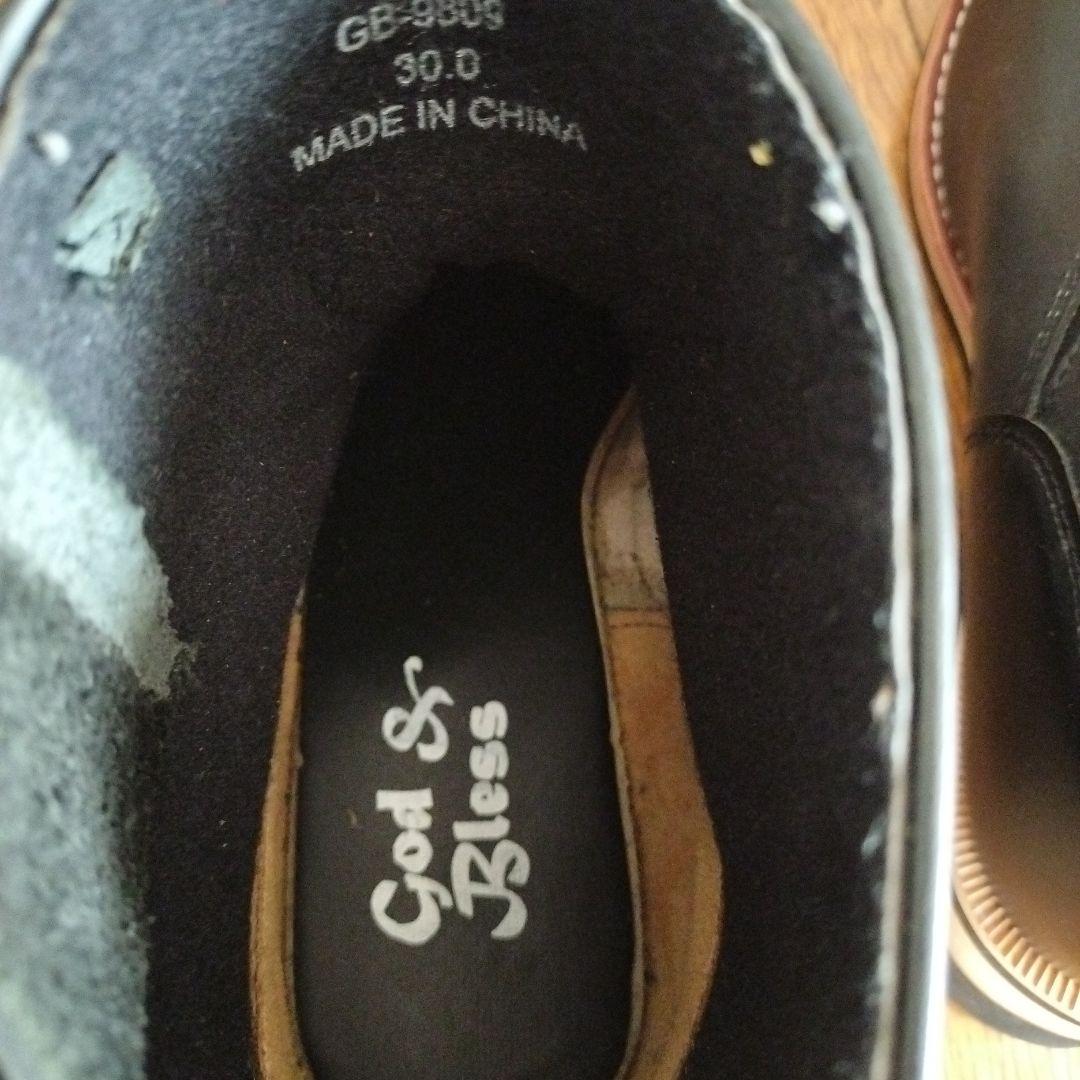 GB-9809
30.0
MADE IN CHINA
God &
Bless